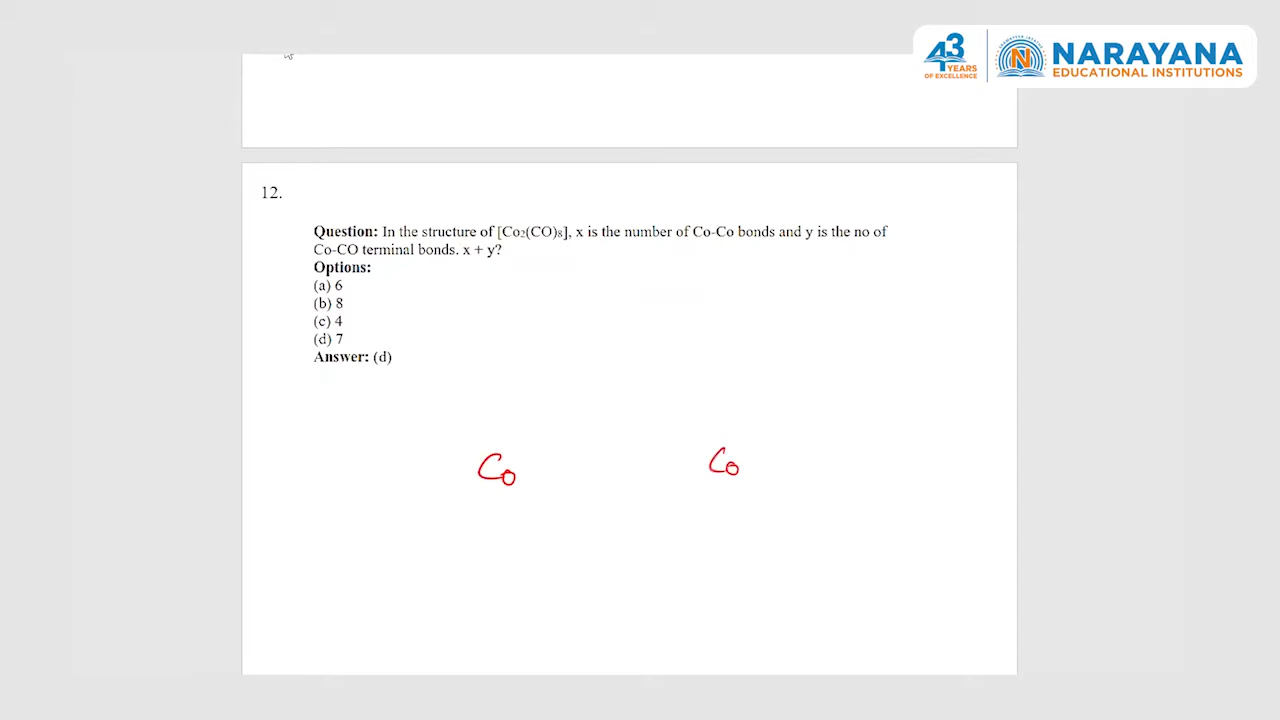 43
YEARS
OF EXCELLENCE
N
NARAYANA
EDUCATIONAL INSTITUTIONS
12.
Question: In the structure of [Co₂(CO)₈], x is the number of Co-Co bonds and y is the no of
Co-CO terminal bonds. x + y?
Options:
(a) 6
(b) 8
(c) 4
(d) 7
Answer: (d)
Co
Co